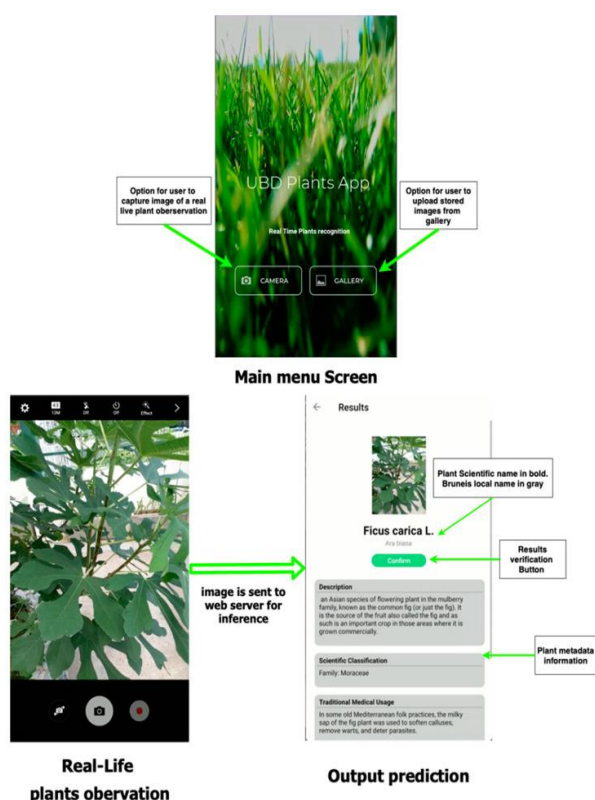 UBD Plants App
Option for user to
capture image of a real
live plant oberservation
Option for user to
upload stored
images from
gallery
Real Time Plants recognition
CAMERA
GALLERY
Main menu Screen
4:3
12M
Off
Off
Effect
Results
Plant Scientific name in bold.
Bruneis local name in gray
Ficus carica L.
Ara biasa
Confirm
Results
verification
Button
image is sent to
web server for
inference
Description
an Asian species of flowering plant in the mulberry
family, known as the common fig (or just the fig). It
is the source of the fruit also called the fig and as
such is an important crop in those areas where it is
grown commercially.
Scientific Classification
Family: Moraceae
Plant metadata
information
Traditional Medical Usage
In some old Mediterranean folk practices, the milky
sap of the fig plant was used to soften calluses,
remove warts, and deter parasites.
Real-Life
plants obervation
Output prediction